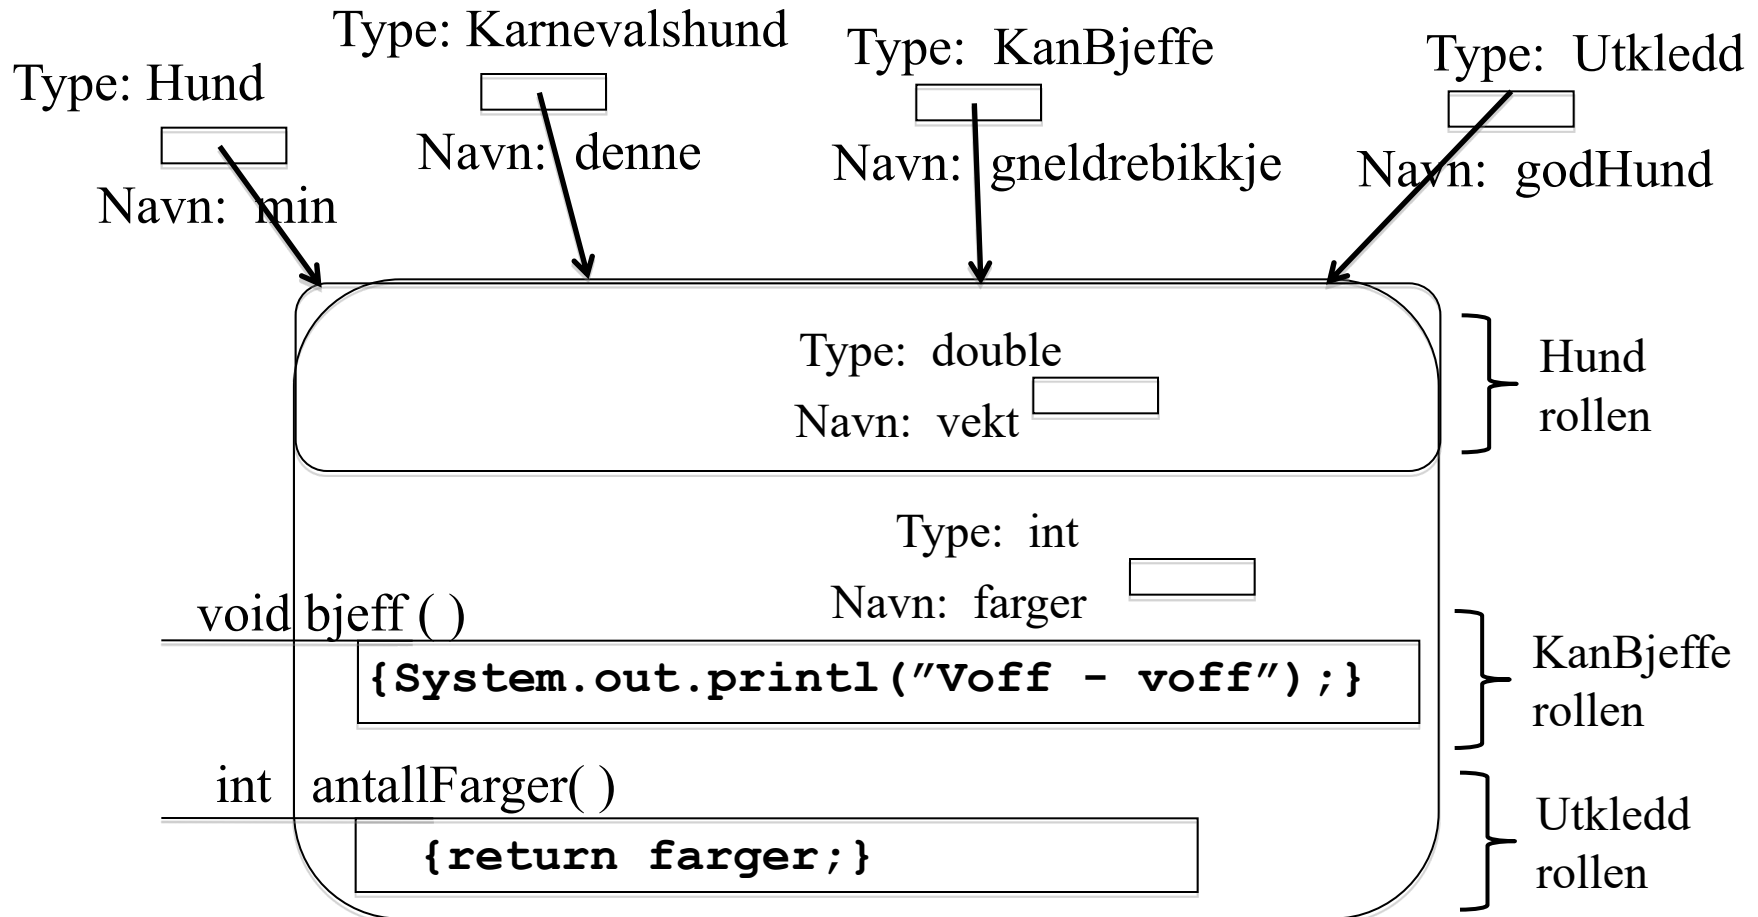 Type: Hund
Navn: min
Type: Karnevalshund
Navn: denne
Type: KanBjeffe
Navn: gneldrebikkje
Type: Utkledd
Navn: godHund
Type: double
Navn: vekt
Hund
rollen
Type: int
Navn: farger
void bjeff ( )
{System.out.printl(”Voff - voff”);}
KanBjeffe
rollen
int antallFarger( )
{return farger;}
Utkledd
rollen